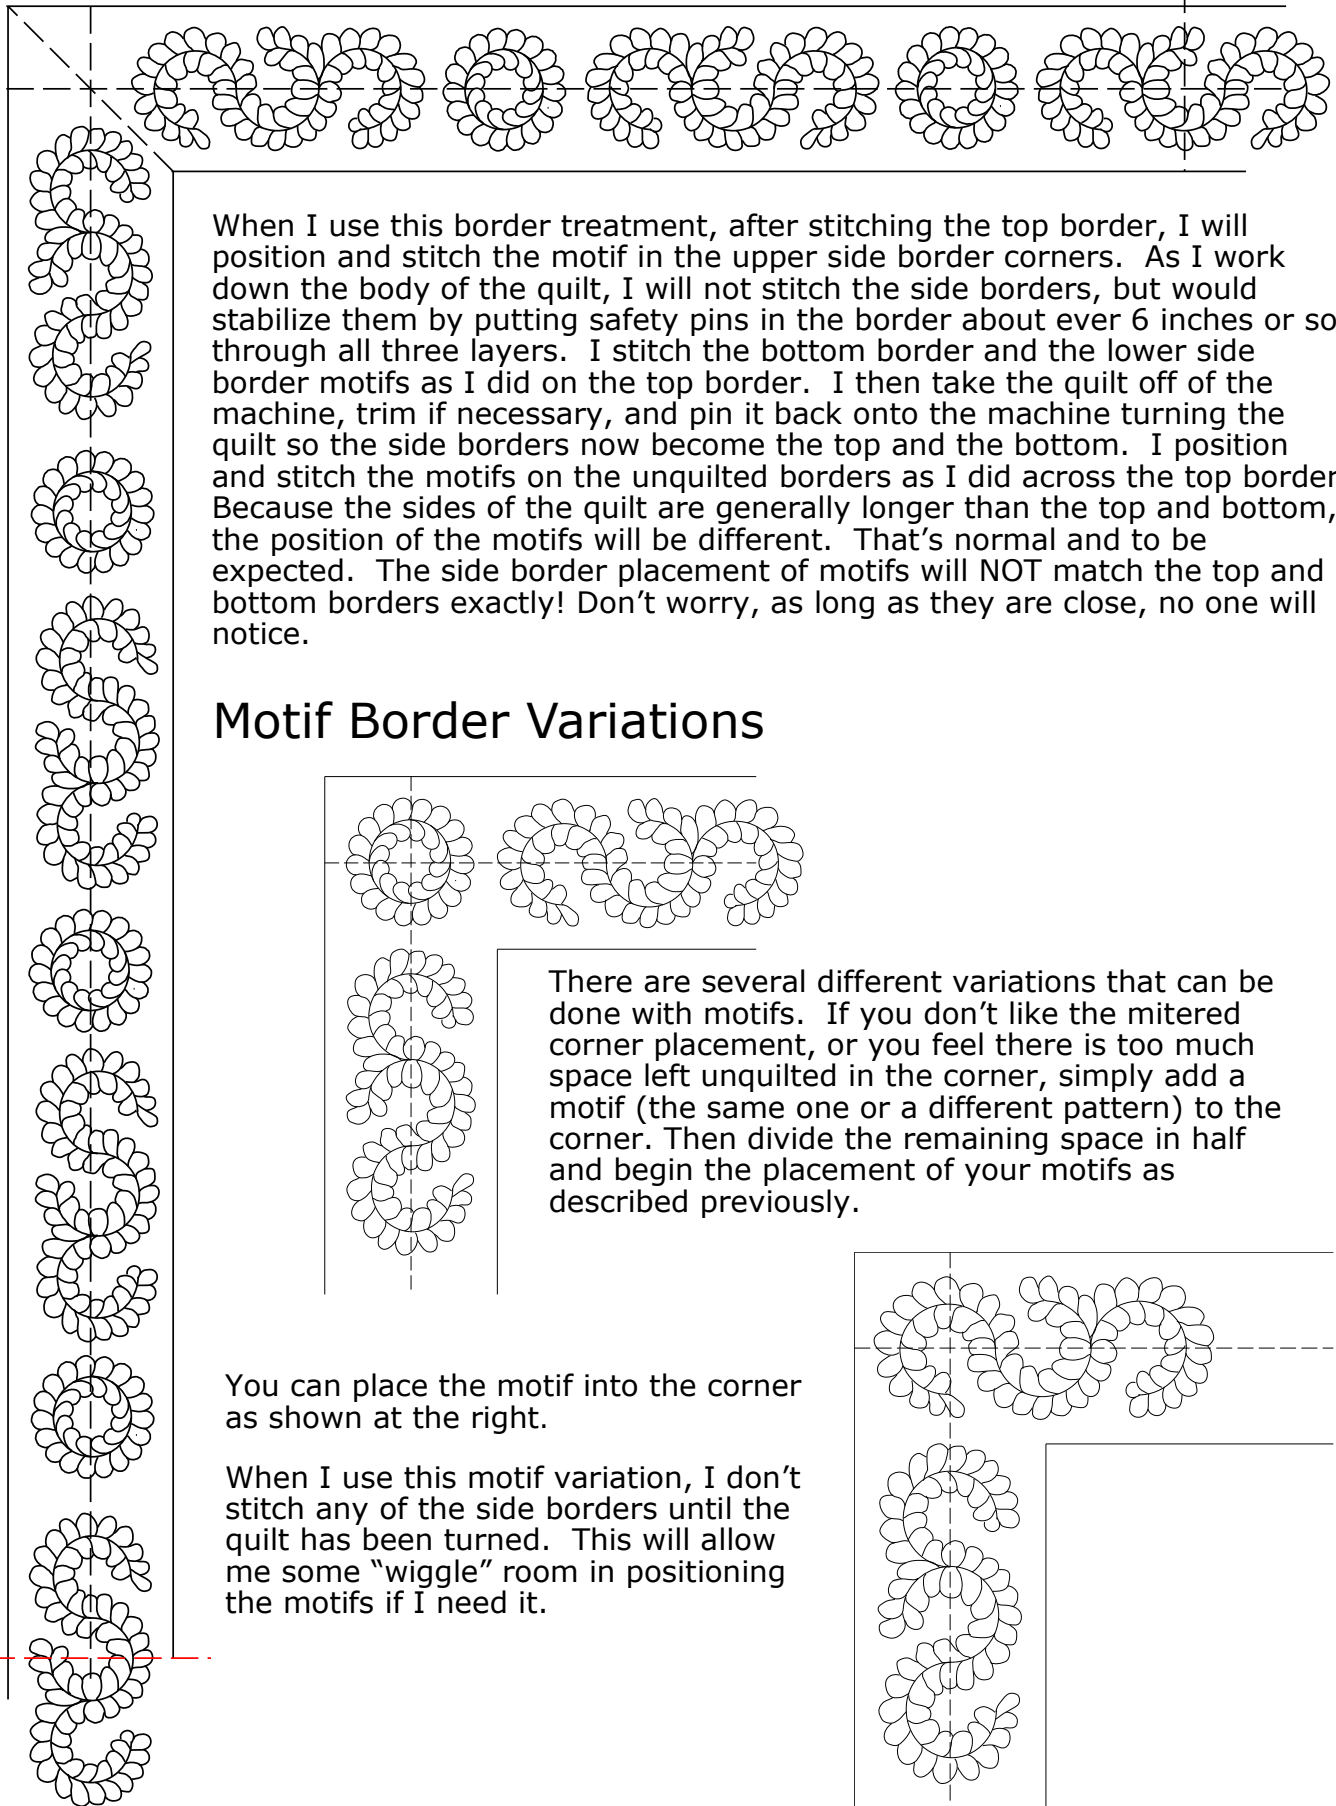 When I use this border treatment, after stitching the top border, I will
position and stitch the motif in the upper side border corners.  As I work
down the body of the quilt, I will not stitch the side borders, but would
stabilize them by putting safety pins in the border about ever 6 inches or so
through all three layers.  I stitch the bottom border and the lower side
border motifs as I did on the top border.  I then take the quilt off of the
machine, trim if necessary, and pin it back onto the machine turning the
quilt so the side borders now become the top and the bottom.  I position
and stitch the motifs on the unquilted borders as I did across the top border
Because the sides of the quilt are generally longer than the top and bottom,
the position of the motifs will be different.  That’s normal and to be
expected.  The side border placement of motifs will NOT match the top and
bottom borders exactly! Don’t worry, as long as they are close, no one will
notice.
Motif Border Variations
There are several different variations that can be
done with motifs.  If you don’t like the mitered
corner placement, or you feel there is too much
space left unquilted in the corner, simply add a
motif (the same one or a different pattern) to the
corner. Then divide the remaining space in half
and begin the placement of your motifs as
described previously.
You can place the motif into the corner
as shown at the right.
When I use this motif variation, I don’t
stitch any of the side borders until the
quilt has been turned.  This will allow
me some “wiggle” room in positioning
the motifs if I need it.